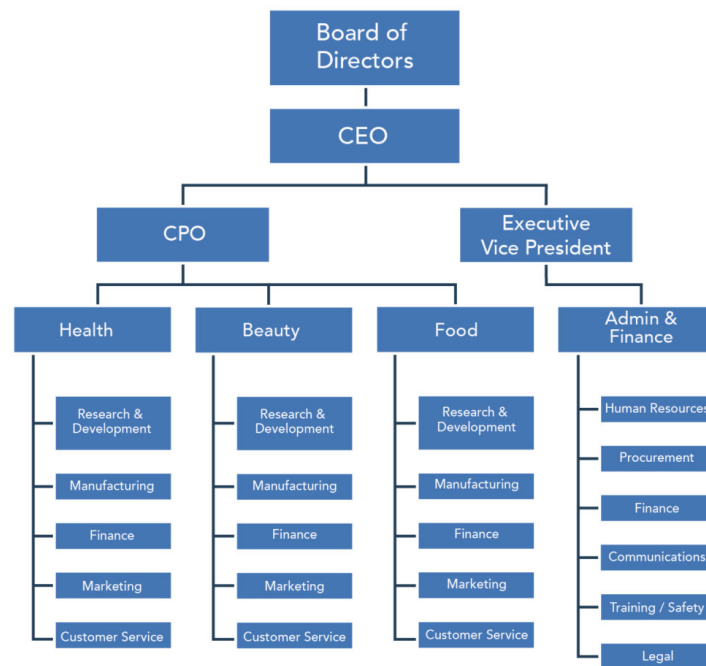 Board of
Directors
CEO
CPO
Executive
Vice President
Health
Beauty
Food
Admin &
Finance
Research &
Development
Manufacturing
Finance
Marketing
Customer Service
Research &
Development
Manufacturing
Finance
Marketing
Customer Service
Research &
Development
Manufacturing
Finance
Marketing
Customer Service
Human Resources
Procurement
Finance
Communications
Training / Safety
Legal